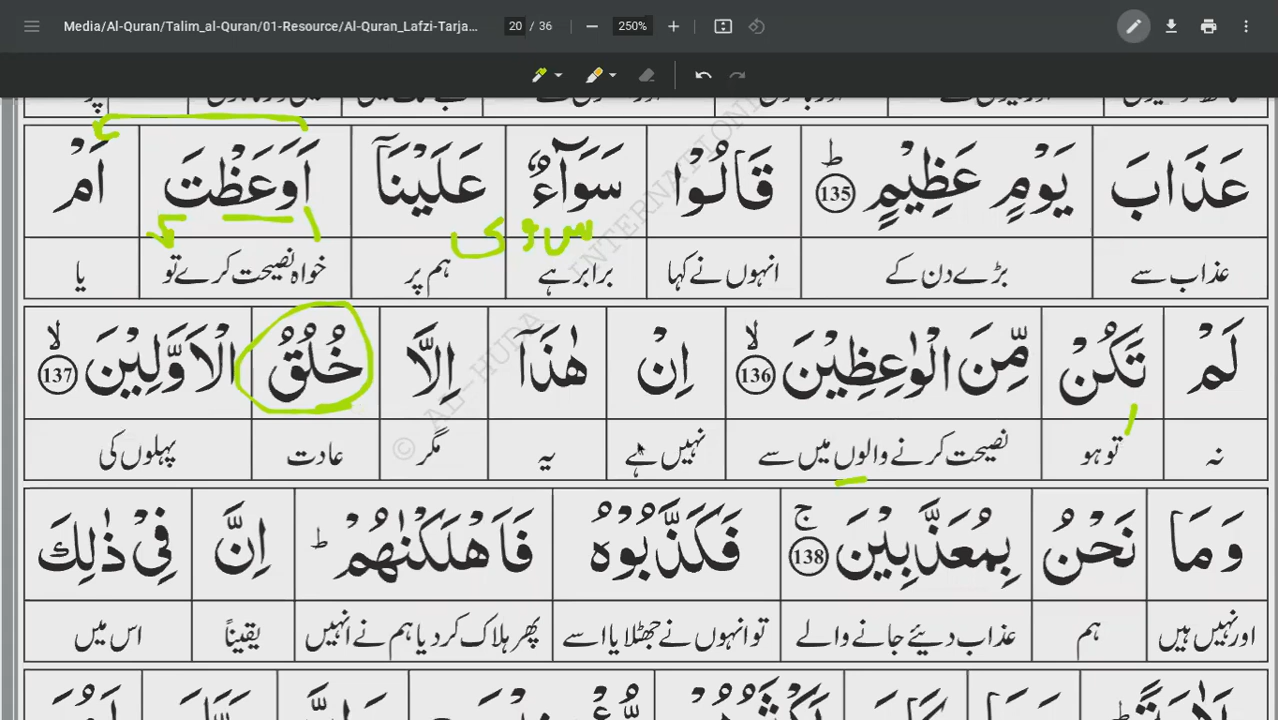 Media/Al-Quran/Talim_al-Quran/01-Resource/Al-Quran_Lafzi-Tarja... 20 / 36 250%
عَذَابَ يَوْمٍ عَظِيْمٍ ؕ 135 قَالُوْا سَوَآءٌ عَلَيْنَاۤ اَوَعَظْتَ اَمْ
س و ی
عذاب سے بڑے دن کے انہوں نے کہا برابر ہے ہم پر خواہ نصیحت کرے تو یا
لَمْ تَكُنْ مِّنَ الْوٰعِظِيْنَ ۙ 136 اِنْ هٰذَاۤ اِلَّا خُلُقُ الْاَوَّلِيْنَ ۙ 137
نہ تو ہو نصیحت کرنے والوں میں سے نہیں ہے یہ مگر عادت پہلوں کی
وَمَا نَحْنُ بِمُعَذَّبِيْنَ ۚ 138 فَكَذَّبُوْهُ فَاَهْلَكْنٰهُمْ ؕ اِنَّ فِيْ ذٰلِكَ
اور نہیں ہیں ہم عذاب دیئے جانے والے تو انہوں نے جھٹلایا اسے پھر ہلاک کر دیا ہم نے انہیں یقیناً اس میں
© AL-HUDA INTERNATIONAL